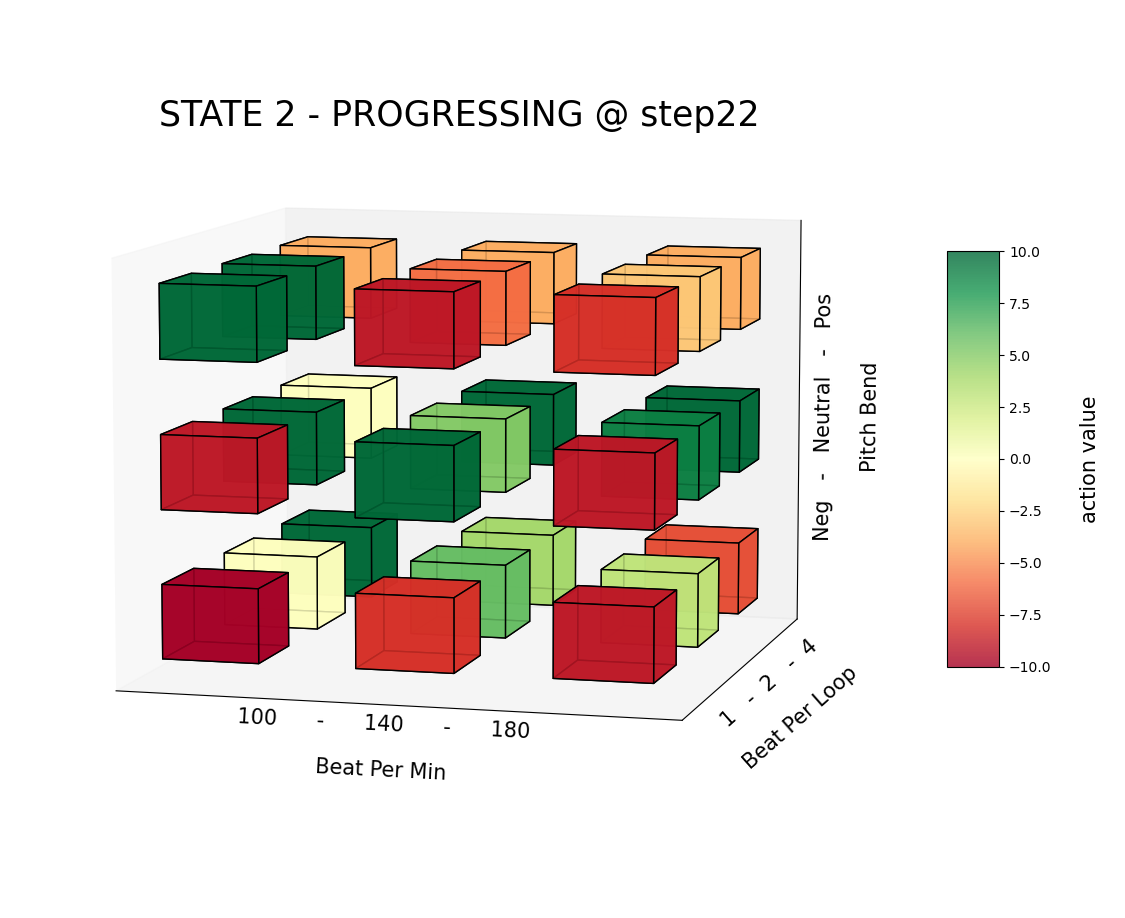 STATE 2 - PROGRESSING @ step22
Neg - Neutral - Pos
Pitch Bend
1 - 2 - 4
Beat Per Loop
100 - 140 - 180
Beat Per Min
10.0
7.5
5.0
2.5
0.0
−2.5
−5.0
−7.5
−10.0
action value